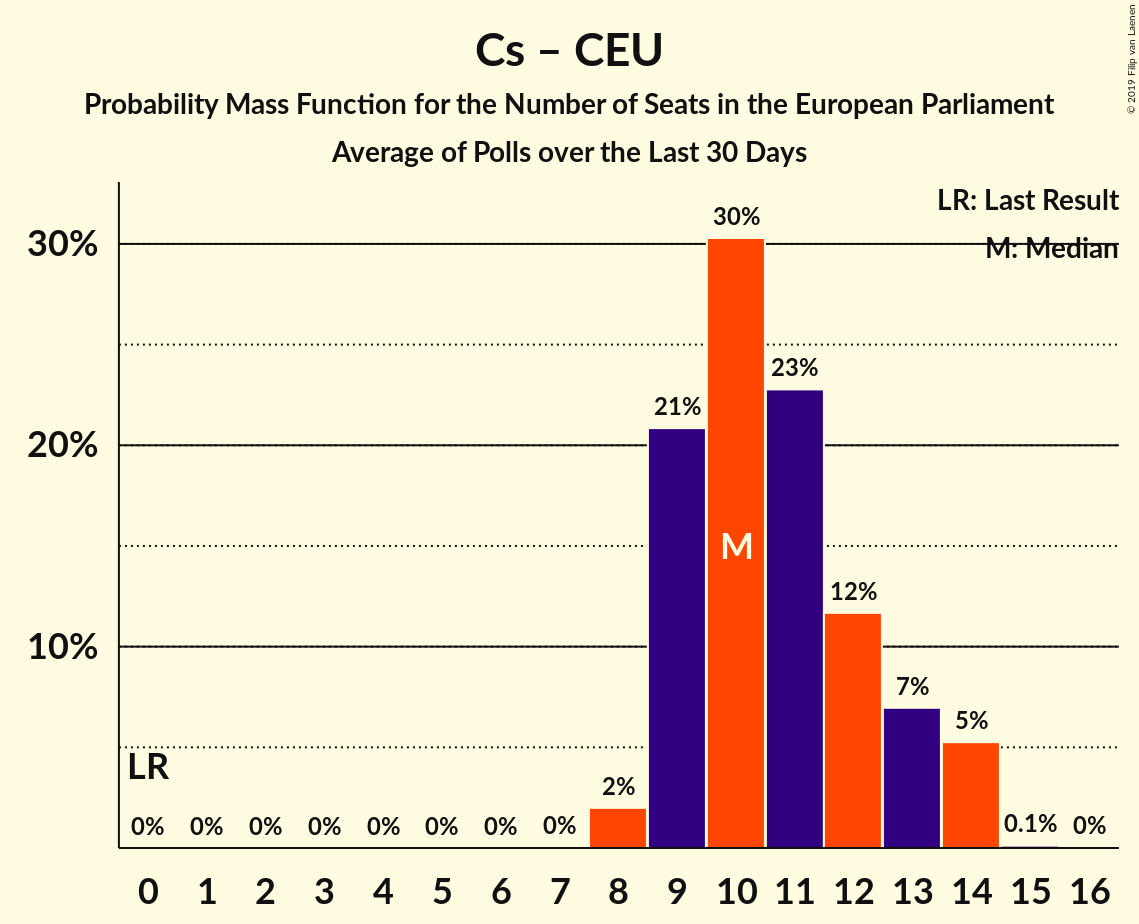 Cs – CEU
Probability Mass Function for the Number of Seats in the European Parliament
Average of Polls over the Last 30 Days
© 2019 Filip van Laenen
LR: Last Result
M: Median
30%
20%
10%
30%
23%
21%
M
12%
7%
5%
LR
2%
0% 0% 0% 0% 0% 0% 0% 0% 0.1% 0%
0 1 2 3 4 5 6 7 8 9 10 11 12 13 14 15 16